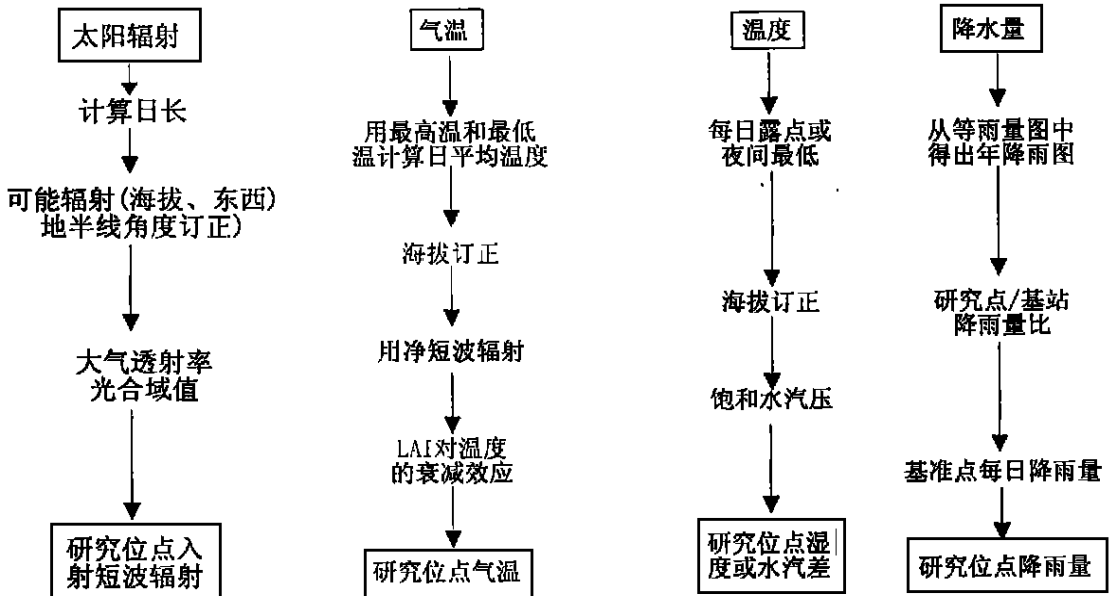 太阳辐射
计算日长
可能辐射(海拔、东西)
地半线角度订正)
大气透射率
光合域值
研究位点入
射短波辐射
气温
用最高温和最低
温计算日平均温度
海拔订正
用净短波辐射
LAI对温度
的衰减效应
研究位点气温
温度
每日露点或
夜间最低
海拔订正
饱和水汽压
研究位点湿
度或水汽差
降水量
从等雨量图中
得出年降雨图
研究点/基站
降雨量比
基准点每日降雨量
研究位点降雨量